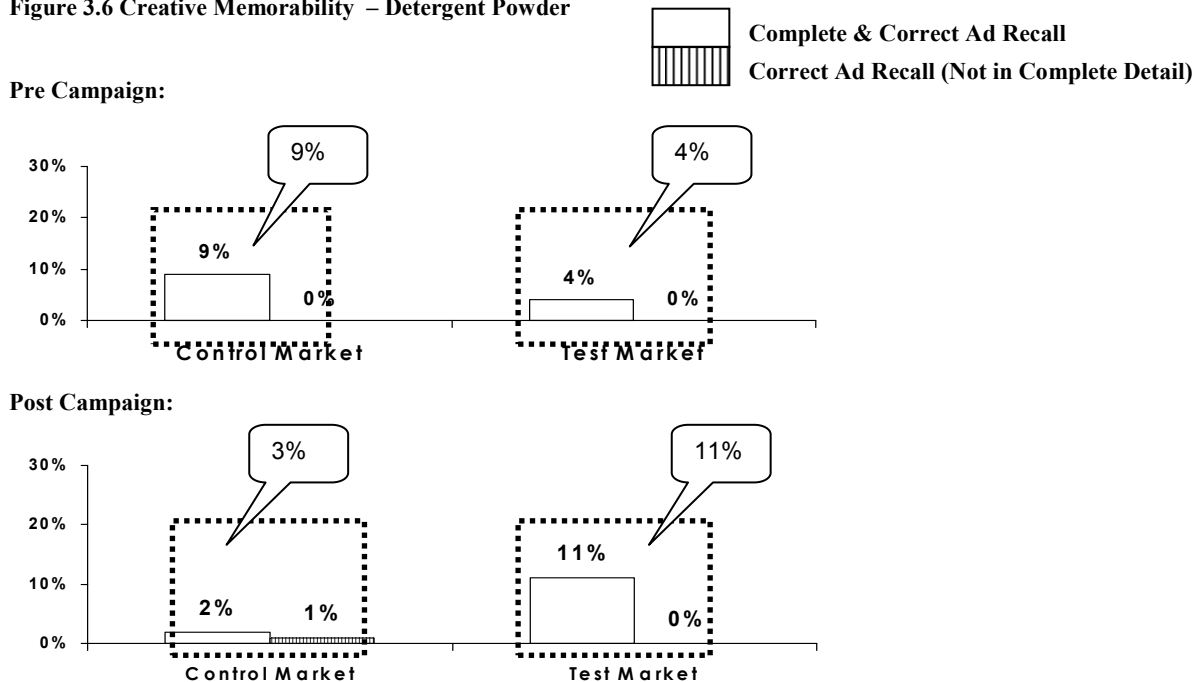 Figure 3.6 Creative Memorability – Detergent Powder
Complete & Correct Ad Recall
Correct Ad Recall (Not in Complete Detail)
Pre Campaign:
9%
4%
30%
20%
10%
0%
9%
0%
4%
0%
Control Market
Test Market
Post Campaign:
3%
11%
30%
20%
10%
0%
2%
1%
11%
0%
Control Market
Test Market